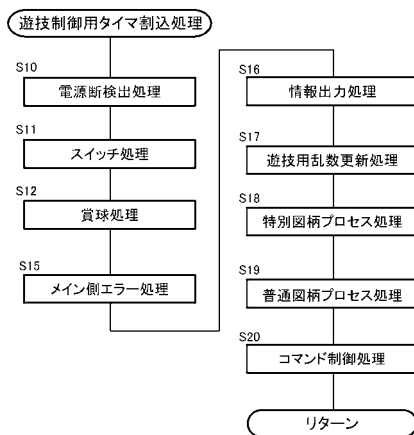 遊技制御用タイマ割込処理
S10
電源断検出処理
S11
スイッチ処理
S12
賞球処理
S15
メイン側エラー処理
S16
情報出力処理
S17
遊技用乱数更新処理
S18
特別図柄プロセス処理
S19
普通図柄プロセス処理
S20
コマンド制御処理
リターン